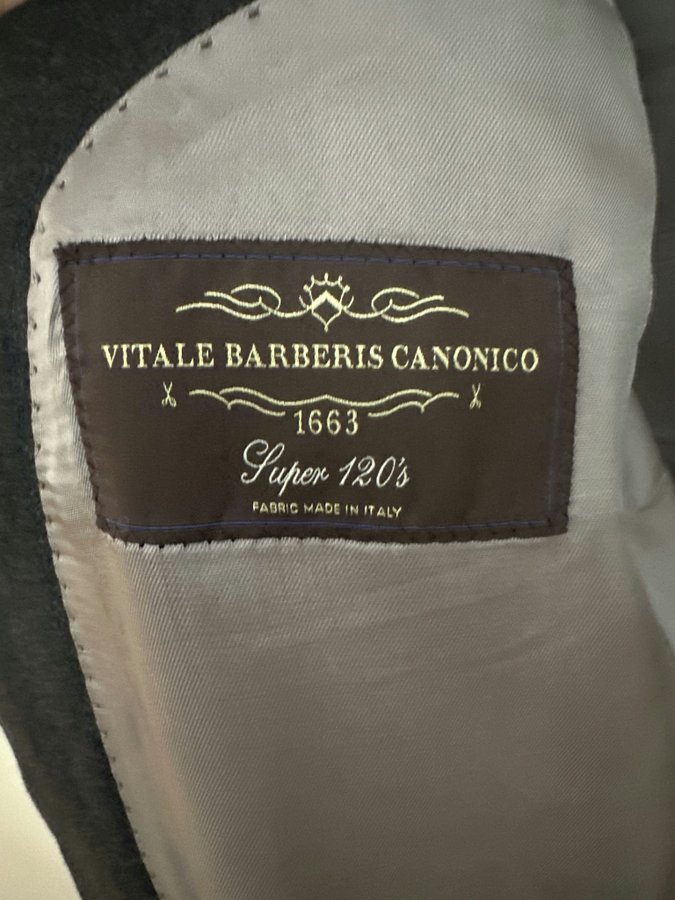 VITALE BARBERIS CANONICO
1663
Super 120's
FABRIC MADE IN ITALY